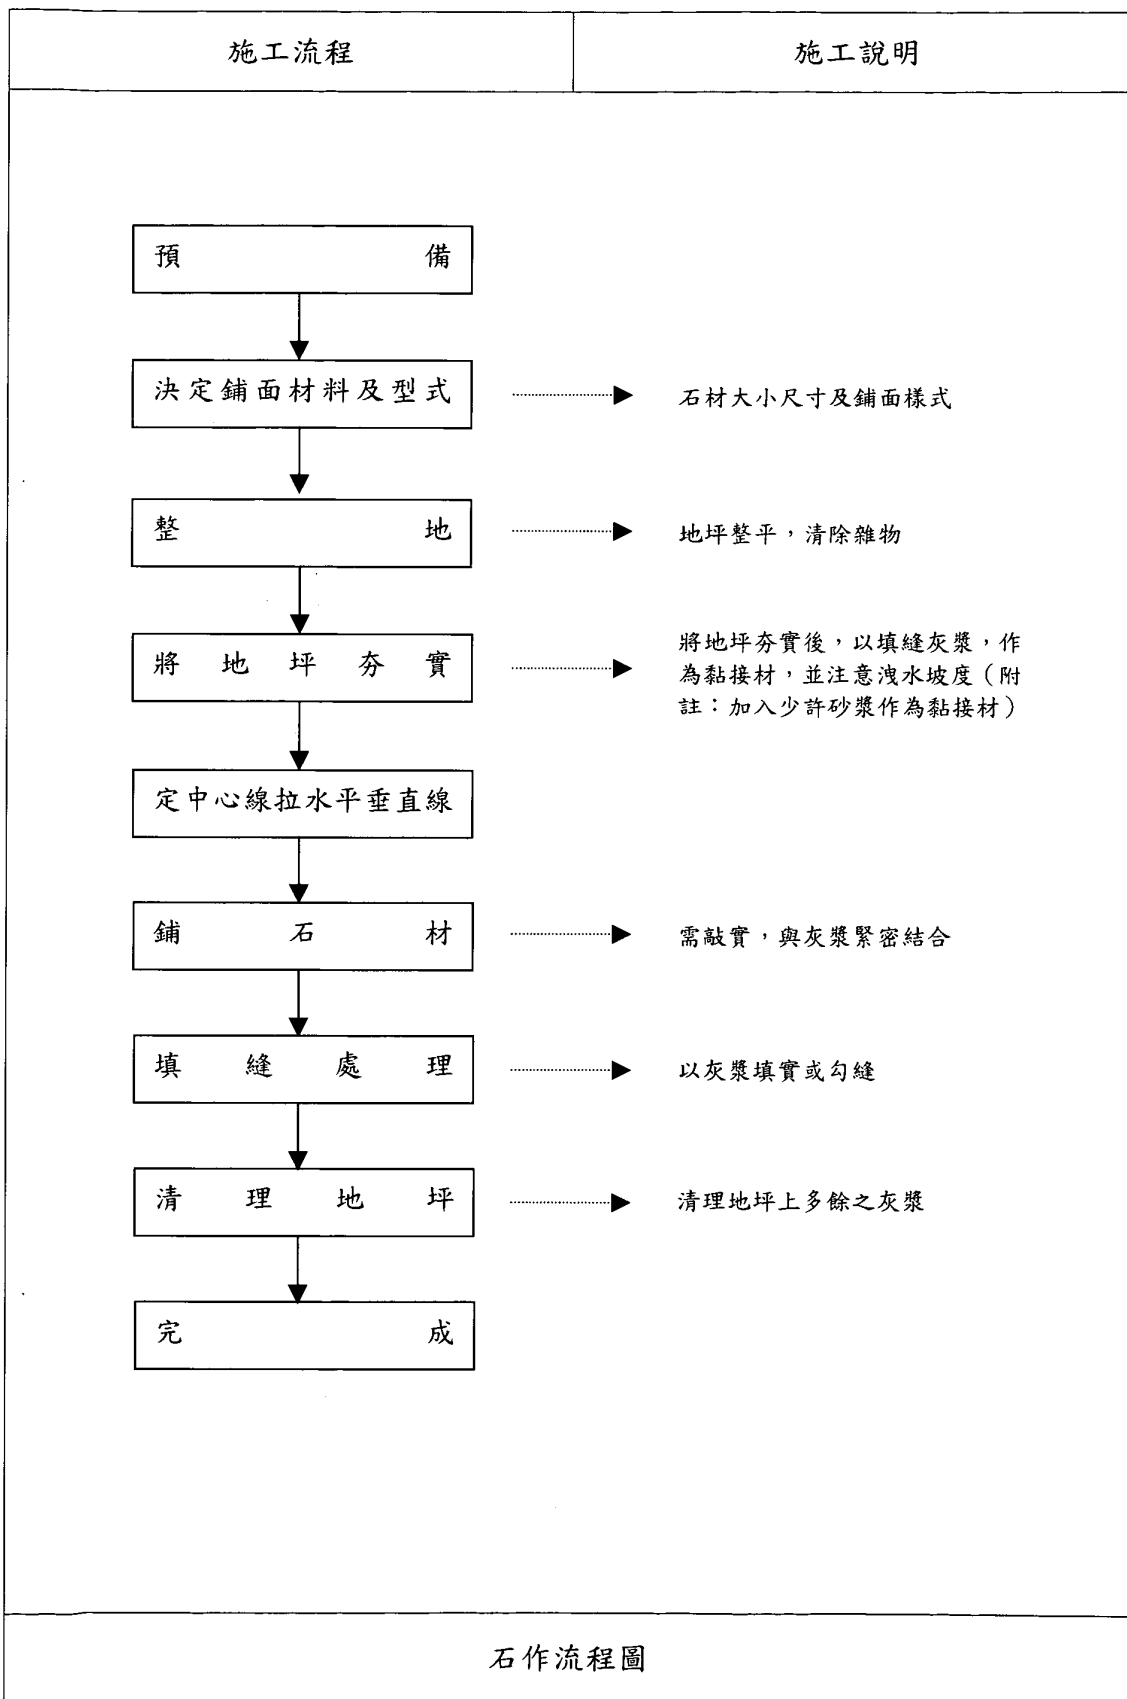 施工流程
施工說明
預備
決定鋪面材料及型式
石材大小尺寸及鋪面樣式
整地
地坪整平，清除雜物
將地坪夯實
將地坪夯實後，以填縫灰漿，作
為黏接材，並注意洩水坡度（附
註：加入少許砂漿作為黏接材）
定中心線拉水平垂直線
鋪石材
需敲實，與灰漿緊密結合
填縫處理
以灰漿填實或勾縫
清理地坪
清理地坪上多餘之灰漿
完成
石作流程圖